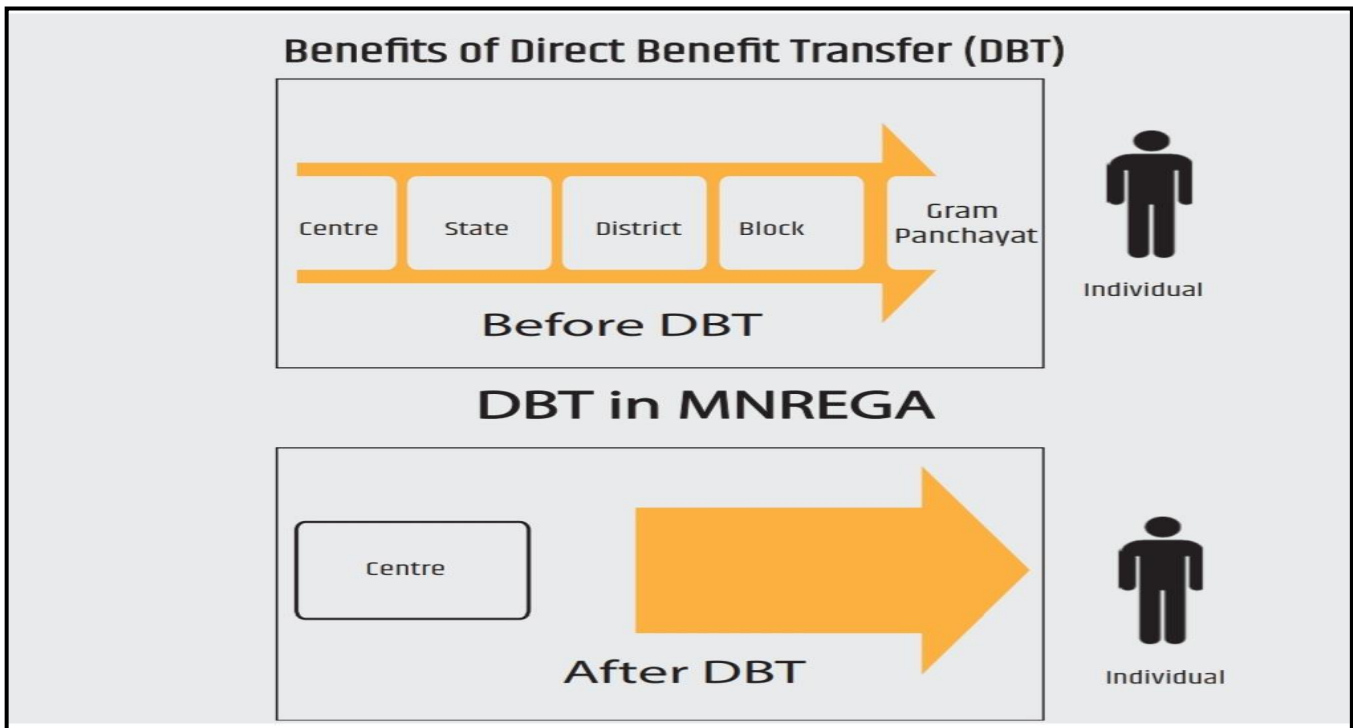 Benefits of Direct Benefit Transfer (DBT)
Centre
State
District
Block
Gram
Panchayat
Individual
Before DBT
DBT in MNREGA
Centre
After DBT
Individual